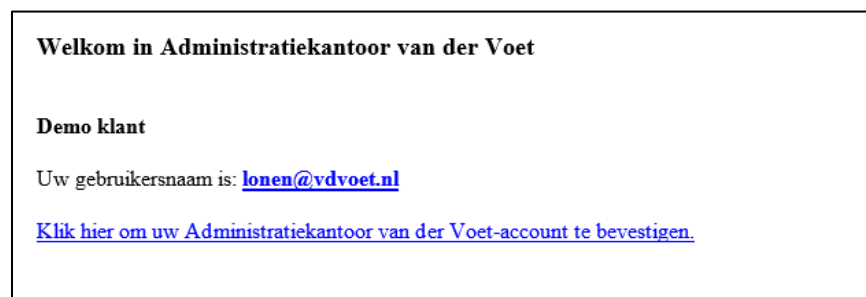 Welkom in Administratiekantoor van der Voet
Demo klant
Uw gebruikersnaam is: lonen@vdvoet.nl
Klik hier om uw Administratiekantoor van der Voet-account te bevestigen.